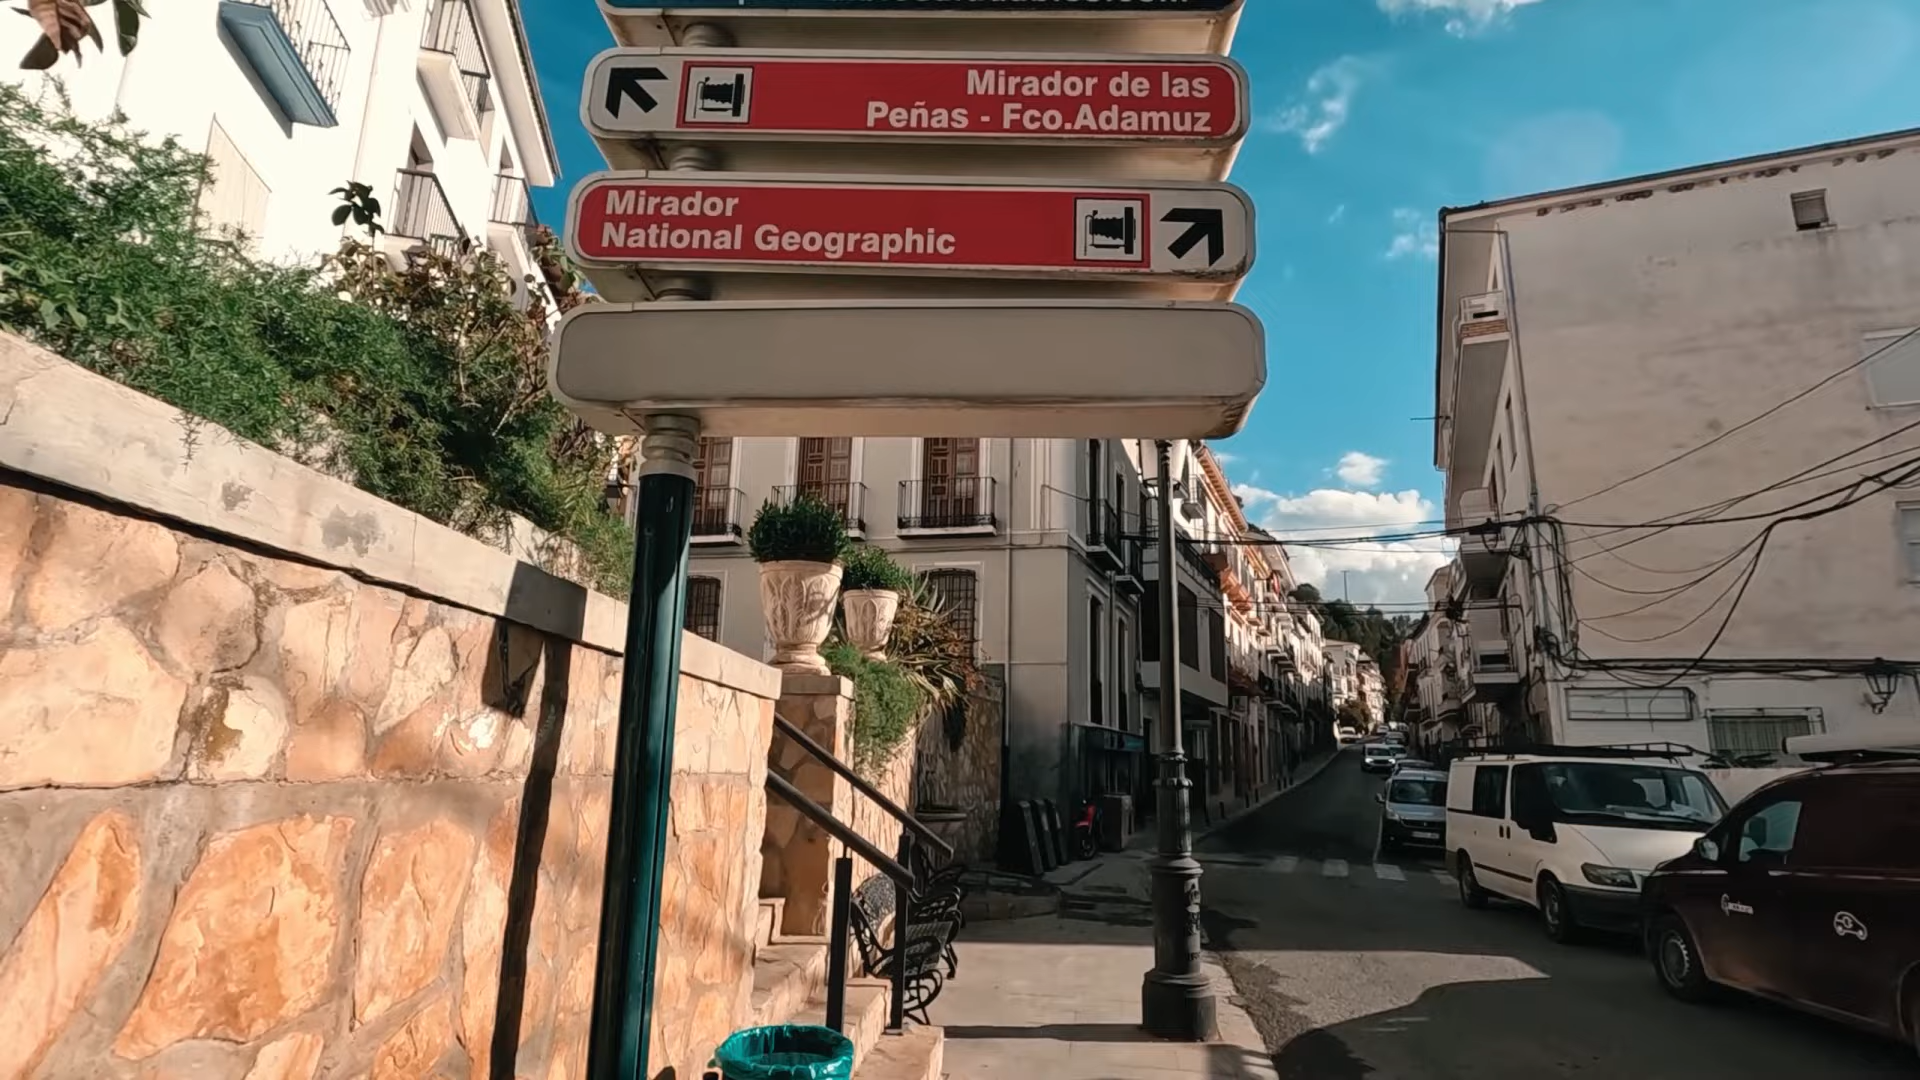 Mirador de las
Peñas - Fco.Adamuz
Mirador
National Geographic